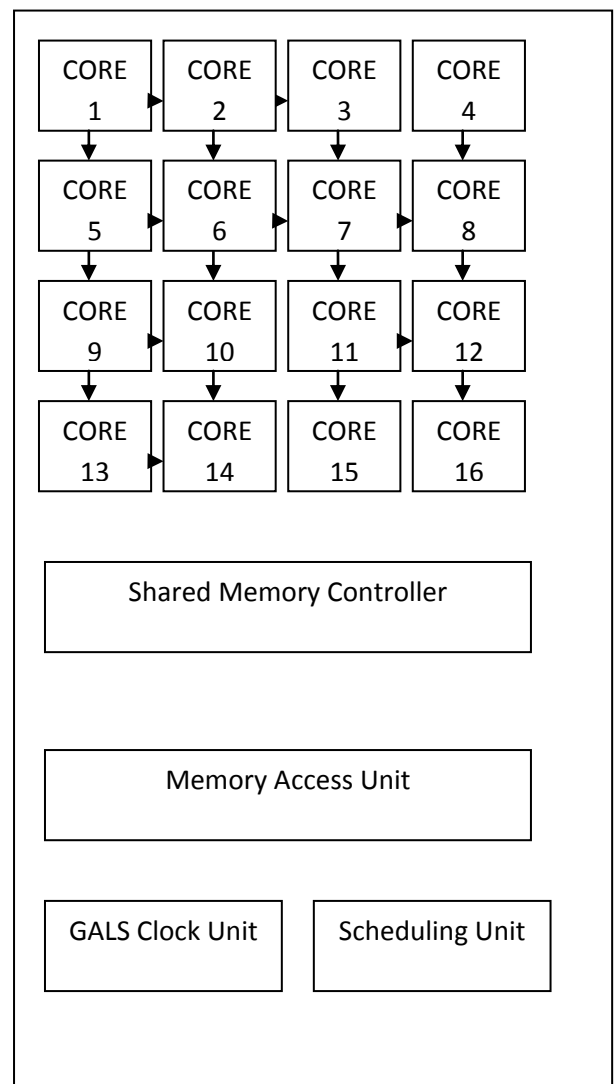 CORE CORE CORE CORE
1 2 3 4
CORE CORE CORE CORE
5 6 7 8
CORE CORE CORE CORE
9 10 11 12
CORE CORE CORE CORE
13 14 15 16
Shared Memory Controller
Memory Access Unit
GALS Clock Unit Scheduling Unit